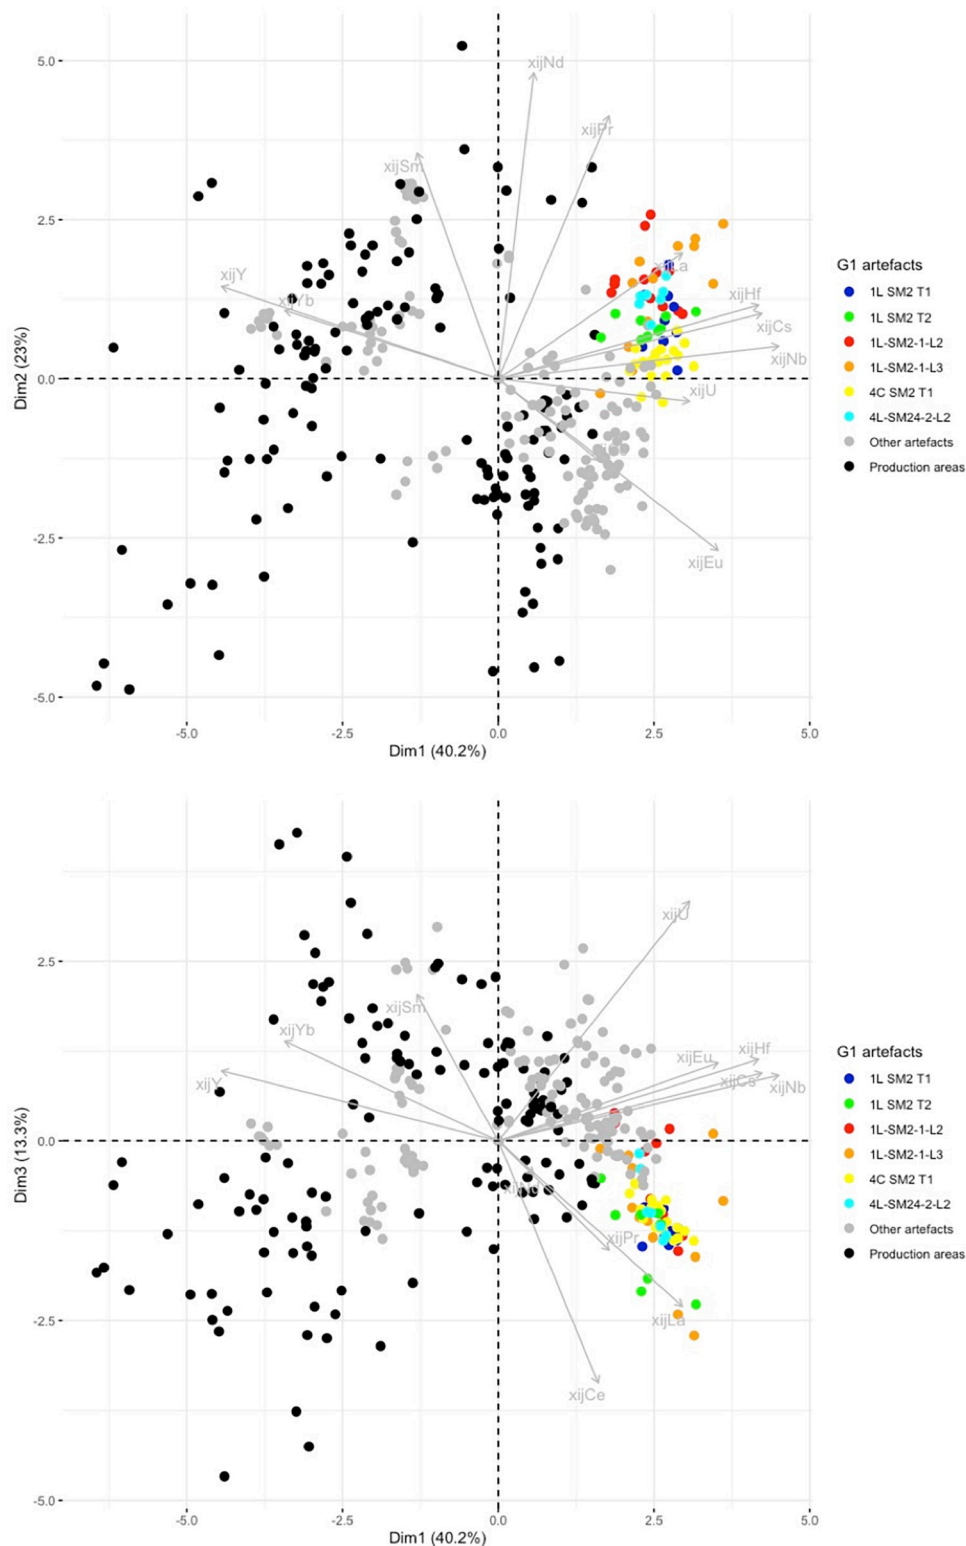 5.0
2.5
0.0
-2.5
-5.0
Dim2 (23%)
xijNd
xijPr
xijSm
xijY
xijYb
xijHf
xijCs
xijNb
xijU
xijEu
-5.0
-2.5
0.0
2.5
5.0
Dim1 (40.2%)
G1 artefacts
1L SM2 T1
1L SM2 T2
1L-SM2-1-L2
1L-SM2-1-L3
4C SM2 T1
4L-SM24-2-L2
Other artefacts
Production areas
2.5
0.0
-2.5
-5.0
Dim3 (13.3%)
xijU
xijSm
xijYb
xijY
xijEu
xijHf
xijCs
xijNb
xijPr
xijLa
xijCe
-5.0
-2.5
0.0
2.5
5.0
Dim1 (40.2%)
G1 artefacts
1L SM2 T1
1L SM2 T2
1L-SM2-1-L2
1L-SM2-1-L3
4C SM2 T1
4L-SM24-2-L2
Other artefacts
Production areas